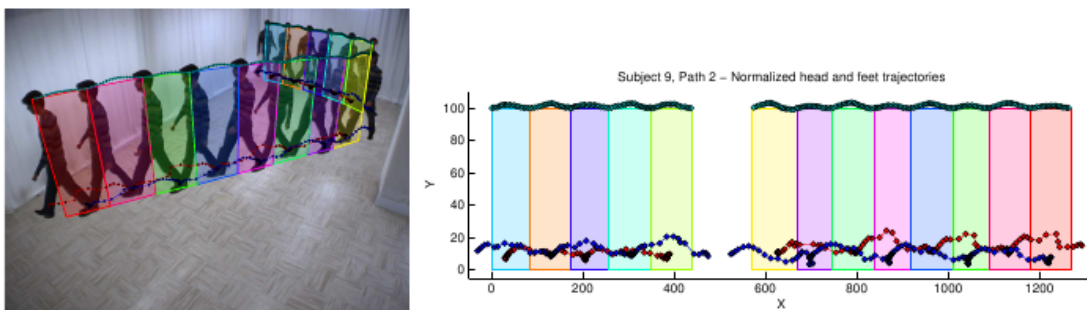 Subject 9, Path 2 − Normalized head and feet trajectories
100
80
60
40
20
0
Y
0 200 400 600 800 1000 1200
X